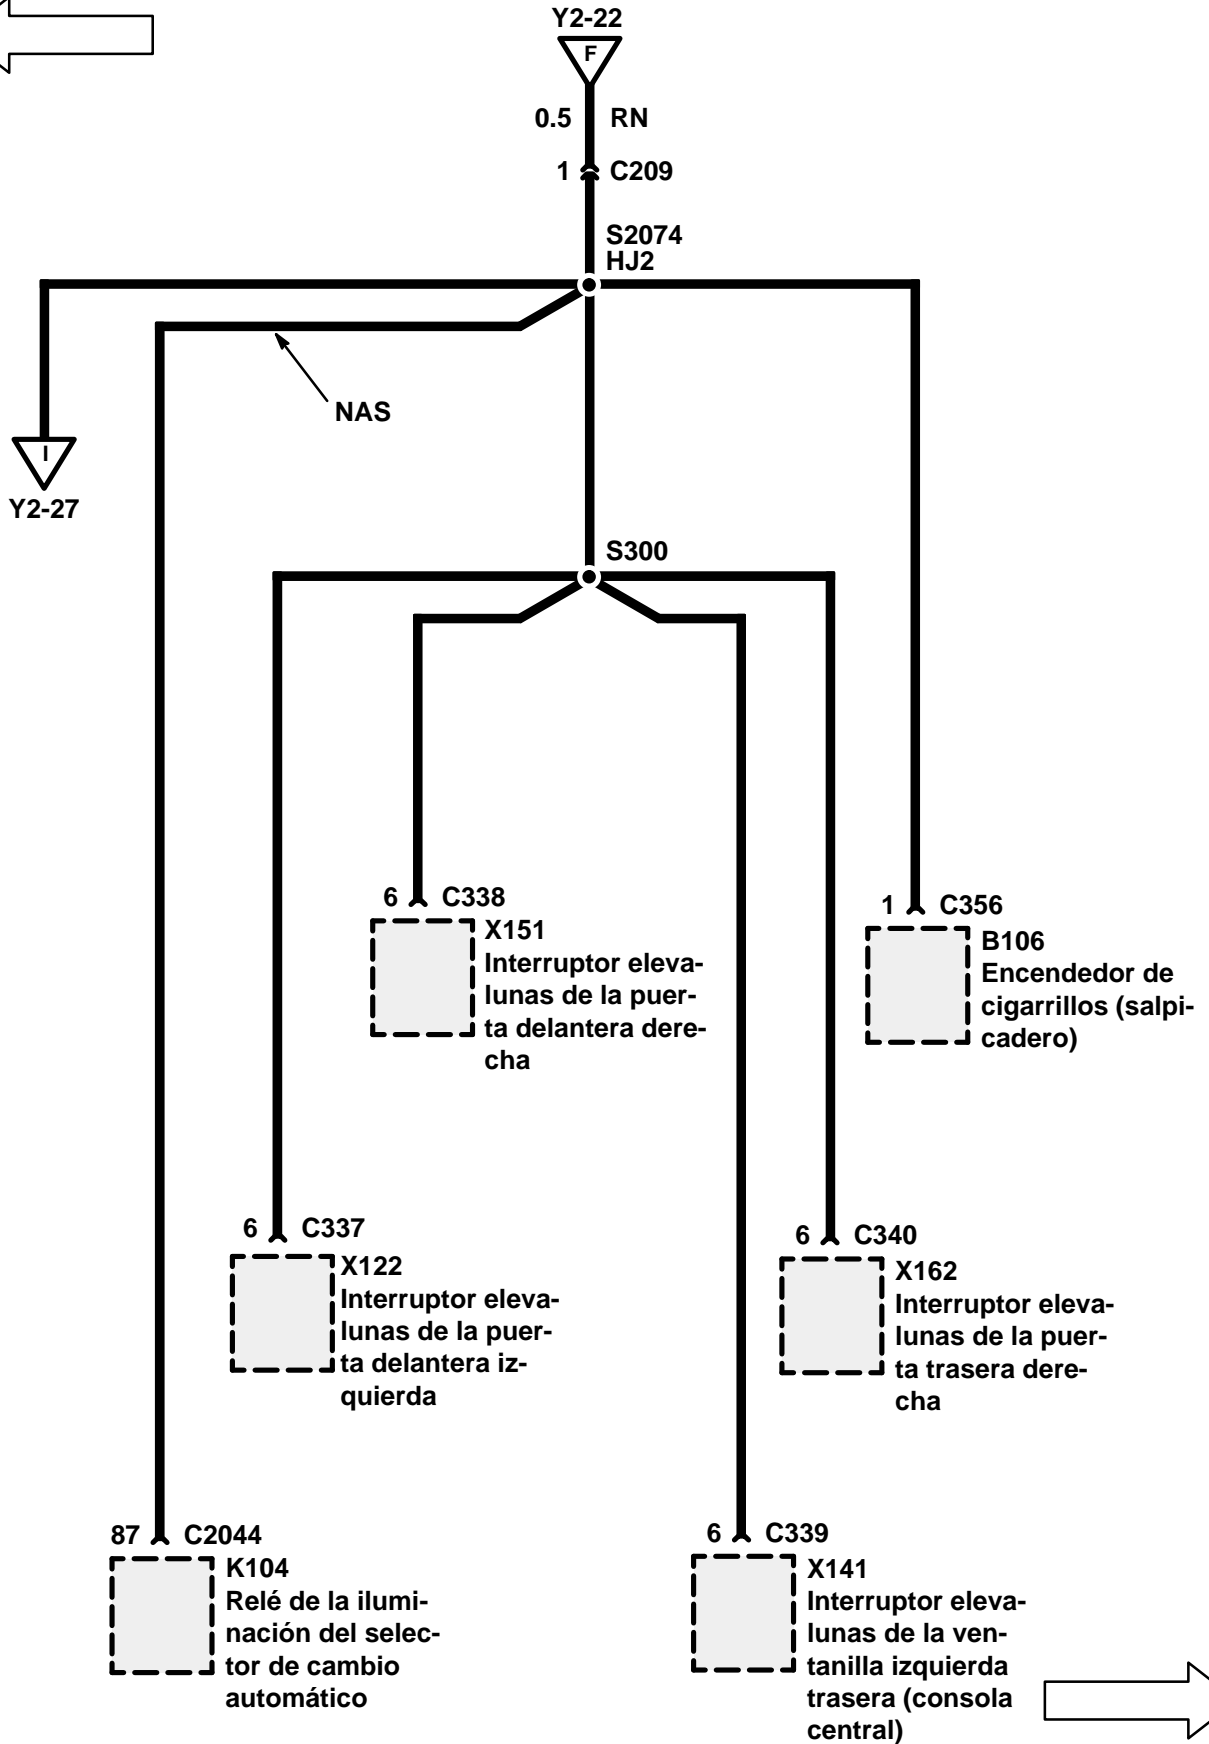 Y2-22
F
0.5 RN
1 C209
S2074
HJ2
NAS
I
Y2-27
S300
6 C338
X151
Interruptor eleva-
lunas de la puer-
ta delantera dere-
cha
1 C356
B106
Encendedor de
cigarrillos (salpi-
cadero)
6 C337
X122
Interruptor eleva-
lunas de la puer-
ta delantera iz-
quierda
6 C340
X162
Interruptor eleva-
lunas de la puer-
ta trasera dere-
cha
87 C2044
K104
Relé de la ilumi-
nación del selec-
tor de cambio
automático
6 C339
X141
Interruptor eleva-
lunas de la ven-
tanilla izquierda
trasera (consola
central)